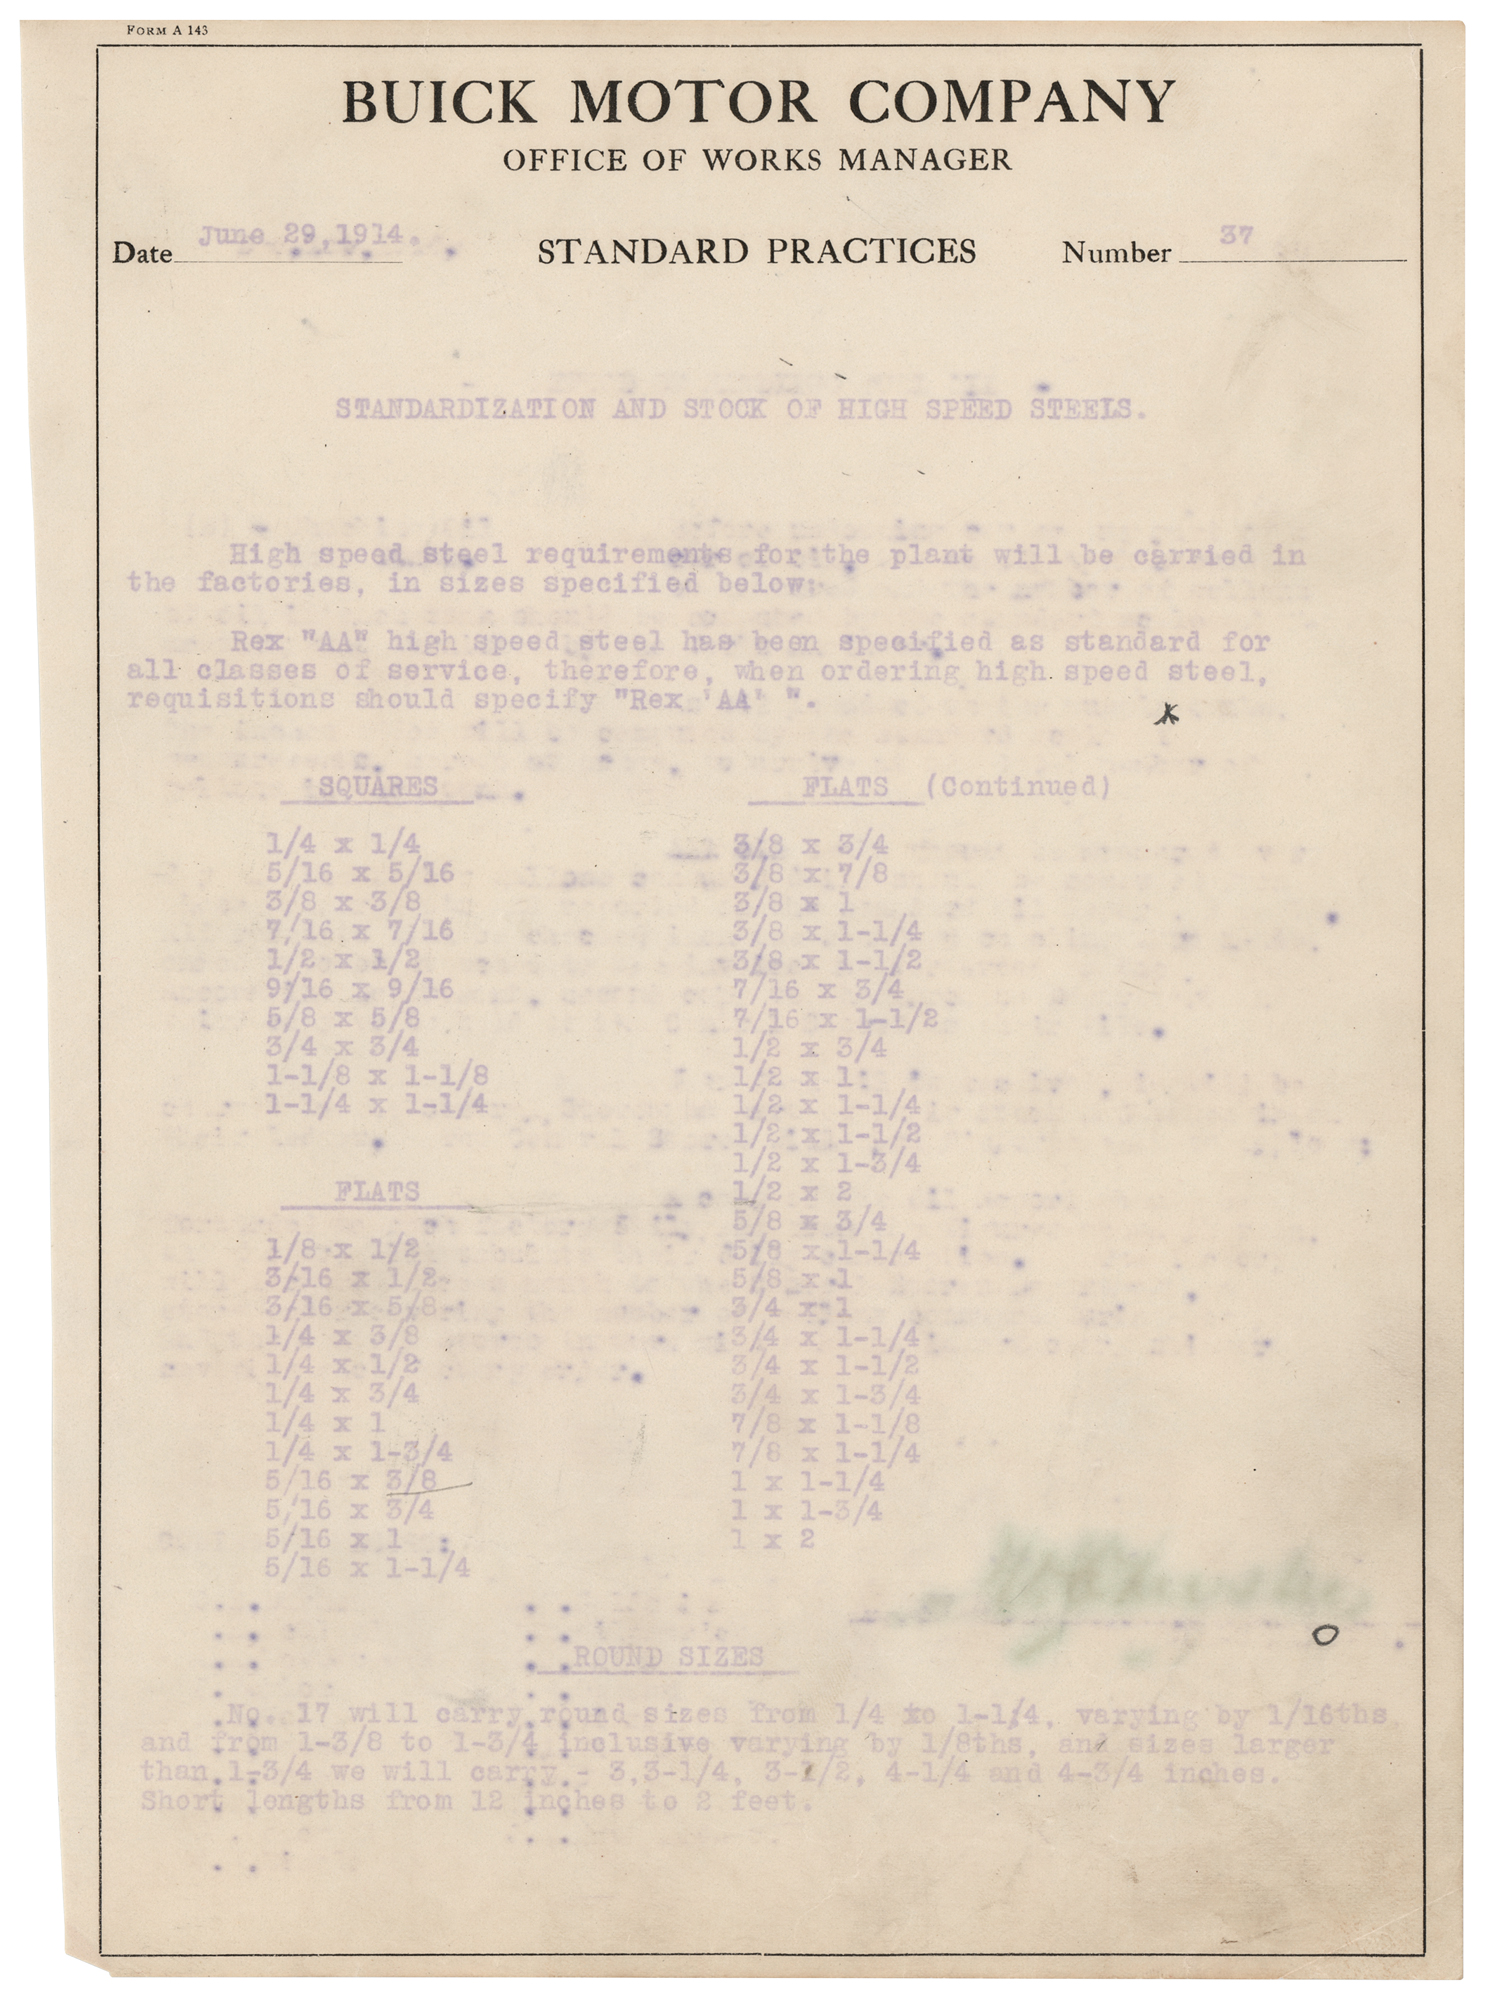 FORM A 143
BUICK MOTOR COMPANY
OFFICE OF WORKS MANAGER
Date June 29,1914. STANDARD PRACTICES Number 37
STANDARDIZATION AND STOCK OF HIGH SPEED STEELS.
High speed steel requirements for the plant will be carried in
the factories, in sizes specified below:
Rex "AA" high speed steel has been specified as standard for
all classes of service, therefore, when ordering high speed steel,
requisitions should specify "Rex 'AA' ".
SQUARES
1/4 x 1/4
5/16 x 5/16
3/8 x 3/8
7/16 x 7/16
1/2 x 1/2
9/16 x 9/16
5/8 x 5/8
3/4 x 3/4
1-1/8 x 1-1/8
1-1/4 x 1-1/4
FLATS
1/8 x 1/2
3/16 x 1/2
3/16 x 5/8
1/4 x 3/8
1/4 x 1/2
1/4 x 3/4
1/4 x 1
1/4 x 1-3/4
5/16 x 3/8
5/16 x 3/4
5/16 x 1
5/16 x 1-1/4
FLATS (Continued)
3/8 x 3/4
3/8 x 7/8
3/8 x 1
3/8 x 1-1/4
3/8 x 1-1/2
7/16 x 3/4
7/16 x 1-1/2
1/2 x 3/4
1/2 x 1
1/2 x 1-1/4
1/2 x 1-1/2
1/2 x 1-3/4
1/2 x 2
5/8 x 3/4
5/8 x 1-1/4
5/8 x 1
3/4 x 1
3/4 x 1-1/4
3/4 x 1-1/2
3/4 x 1-3/4
7/8 x 1-1/8
7/8 x 1-1/4
1 x 1-1/4
1 x 1-3/4
1 x 2
ROUND SIZES
No. 17 will carry round sizes from 1/4 to 1-1/4, varying by 1/16ths
and from 1-3/8 to 1-3/4 inclusive varying by 1/8ths, and sizes larger
than 1-3/4 we will carry - 3,3-1/4, 3-1/2, 4-1/4 and 4-3/4 inches.
Short lengths from 12 inches to 2 feet.